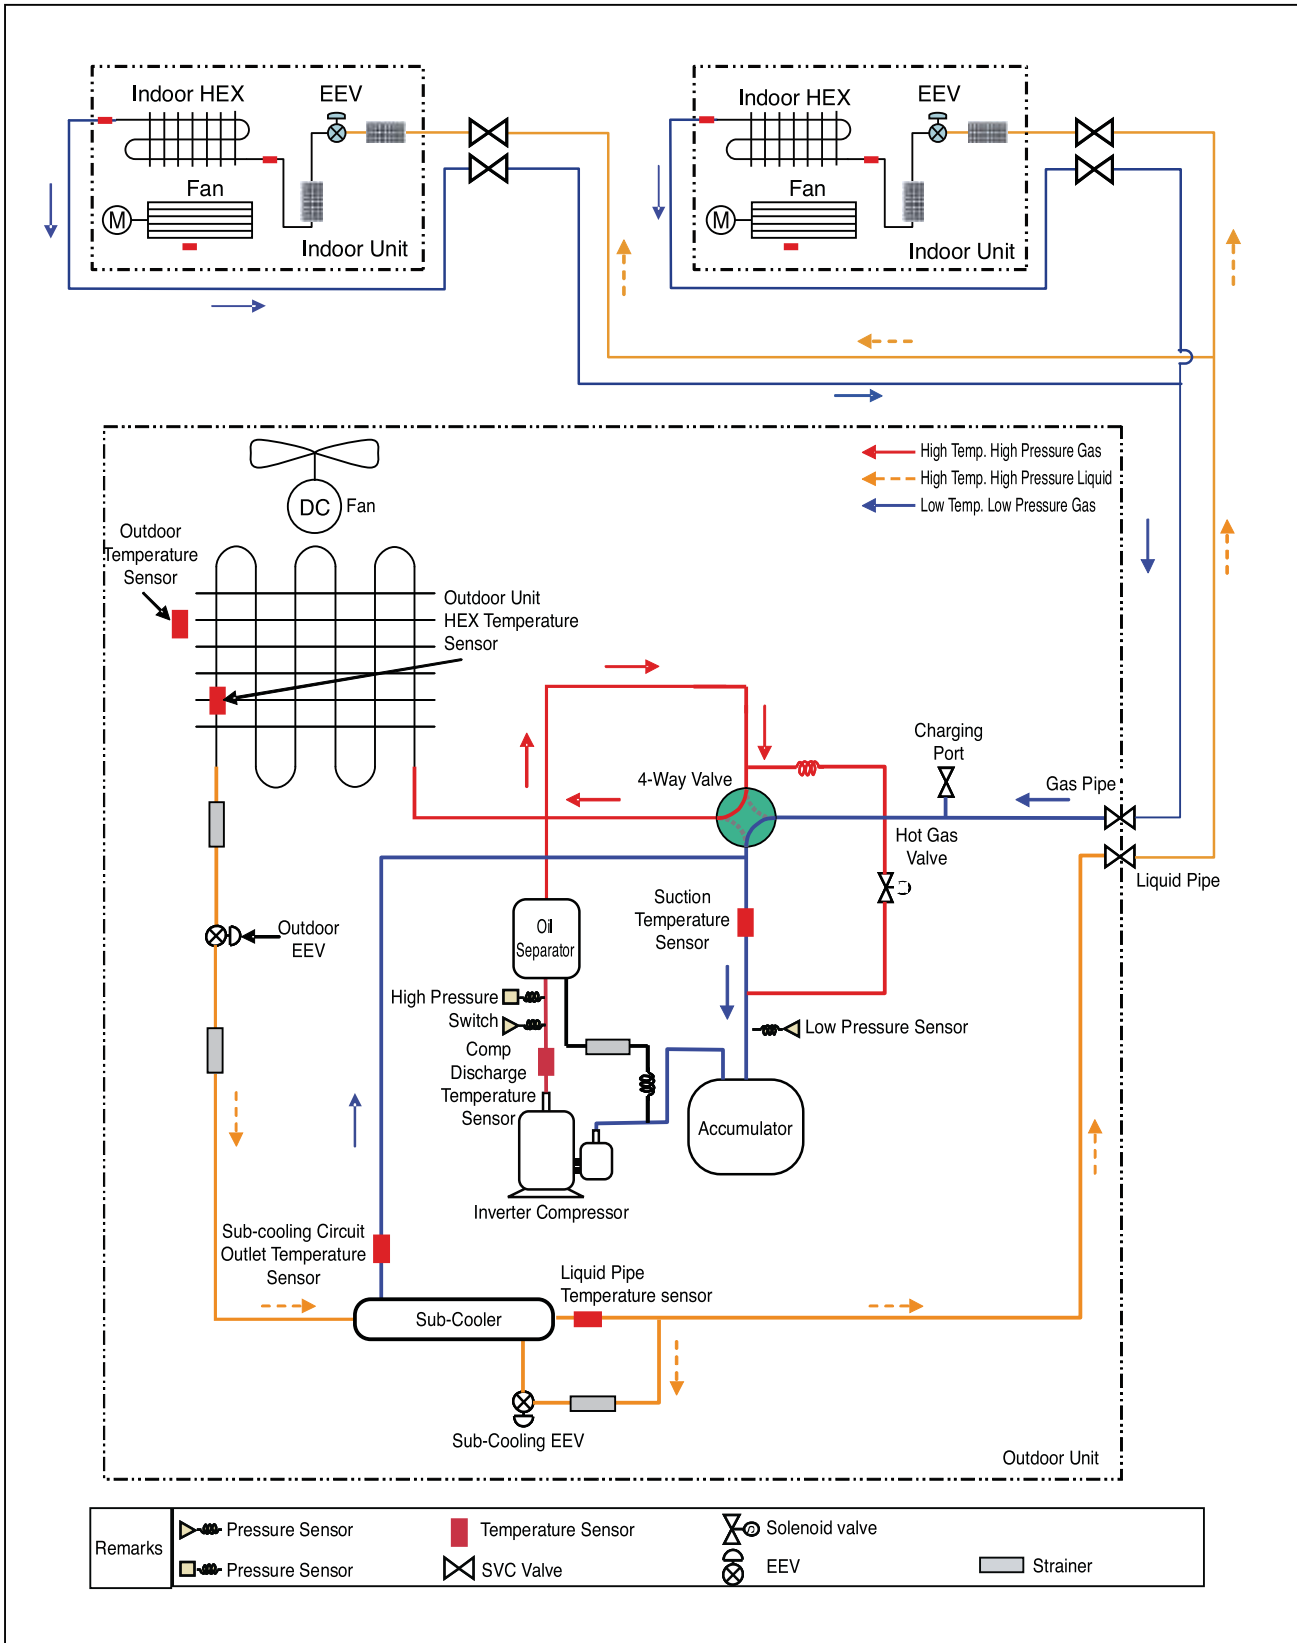 Indoor HEX
EEV
Fan
M
Indoor Unit
Indoor HEX
EEV
Fan
M
Indoor Unit
High Temp. High Pressure Gas
High Temp. High Pressure Liquid
Low Temp. Low Pressure Gas
DC
Fan
Outdoor
Temperature
Sensor
Outdoor Unit
HEX Temperature
Sensor
Charging
Port
4-Way Valve
Gas Pipe
Hot Gas
Valve
Liquid Pipe
Suction
Temperature
Sensor
Oil
Separator
Outdoor
EEV
High Pressure
Switch
Low Pressure Sensor
Comp
Discharge
Temperature
Sensor
Accumulator
Inverter Compressor
Sub-cooling Circuit
Outlet Temperature
Sensor
Liquid Pipe
Temperature sensor
Sub-Cooler
Sub-Cooling EEV
Outdoor Unit
Remarks
Pressure Sensor
Temperature Sensor
Solenoid valve
Pressure Sensor
SVC Valve
EEV
Strainer